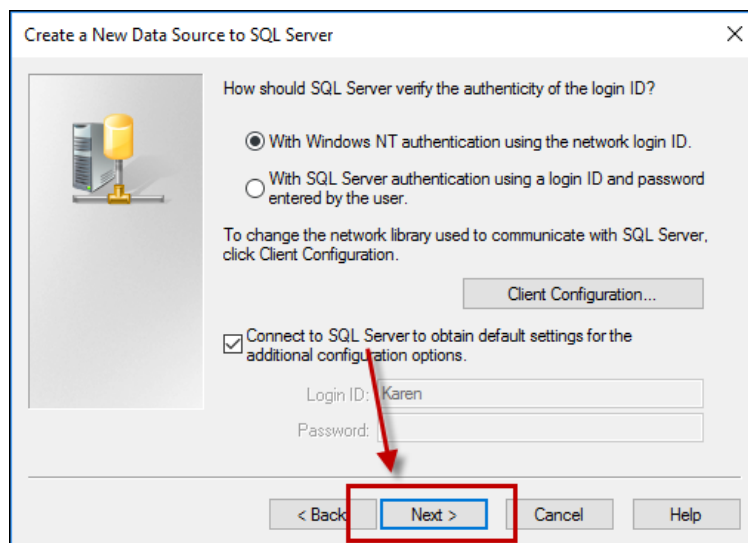 Create a New Data Source to SQL Server
How should SQL Server verify the authenticity of the login ID?
With Windows NT authentication using the network login ID.
With SQL Server authentication using a login ID and password
entered by the user.
To change the network library used to communicate with SQL Server,
click Client Configuration.
Client Configuration...
Connect to SQL Server to obtain default settings for the
additional configuration options.
Login ID: Karen
Password:
< Back Next > Cancel Help